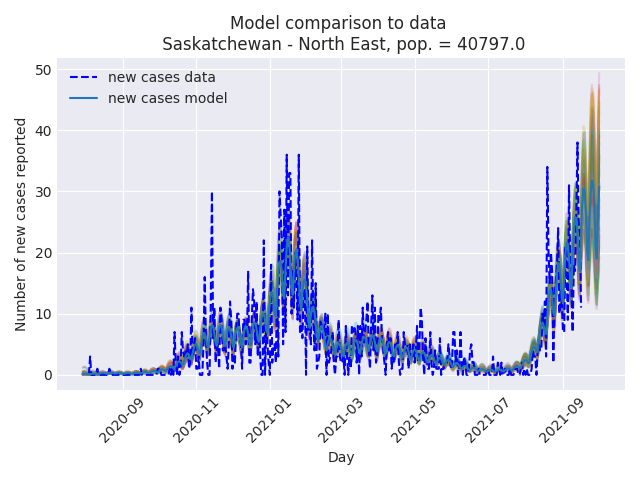 Model comparison to data
Saskatchewan - North East, pop. = 40797.0
new cases data
new cases model
Number of new cases reported
50
40
30
20
10
0
2020-09
2020-11
2021-01
2021-03
2021-05
2021-07
2021-09
Day